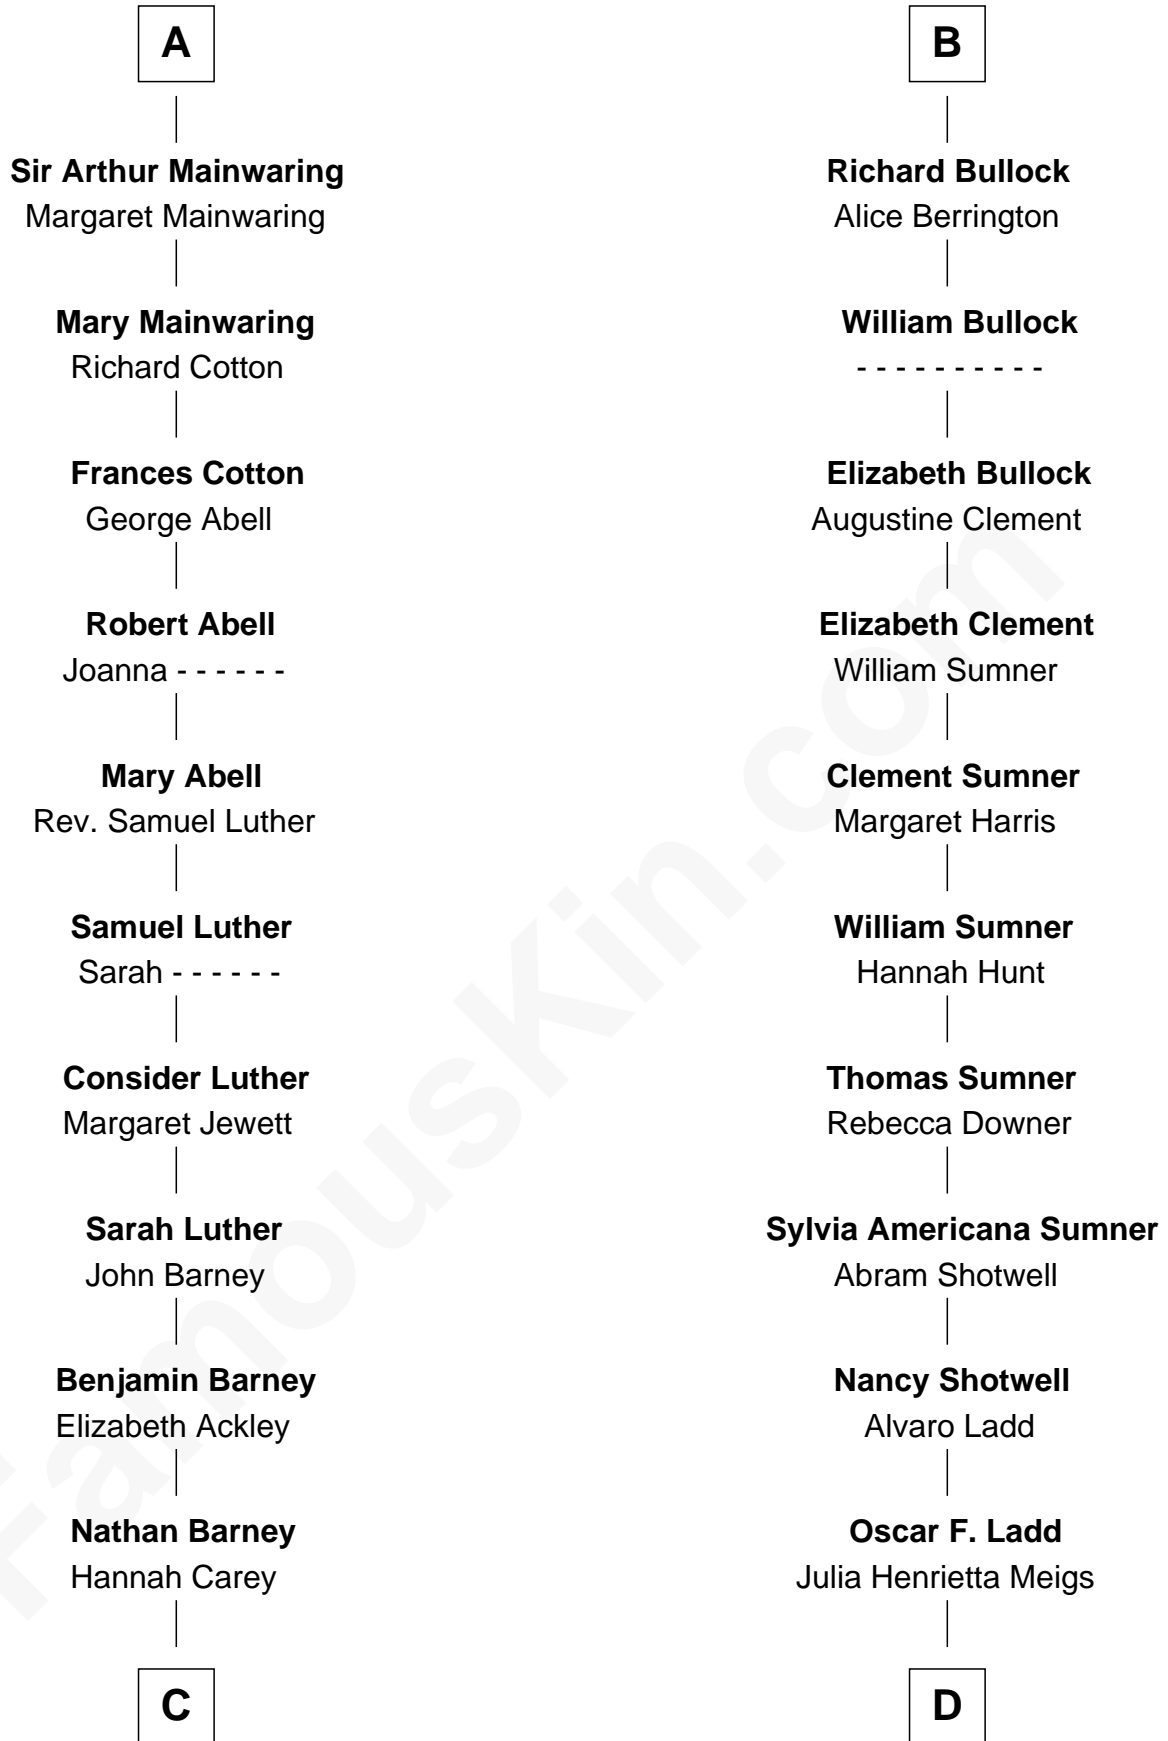 A
Sir Arthur Mainwaring
Margaret Mainwaring
Mary Mainwaring
Richard Cotton
Frances Cotton
George Abell
Robert Abell
Joanna - - - - - -
Mary Abell
Rev. Samuel Luther
Samuel Luther
Sarah - - - - - -
Consider Luther
Margaret Jewett
Sarah Luther
John Barney
Benjamin Barney
Elizabeth Ackley
Nathan Barney
Hannah Carey
C
B
Richard Bullock
Alice Berrington
William Bullock
- - - - - - - - - -
Elizabeth Bullock
Augustine Clement
Elizabeth Clement
William Sumner
Clement Sumner
Margaret Harris
William Sumner
Hannah Hunt
Thomas Sumner
Rebecca Downer
Sylvia Americana Sumner
Abram Shotwell
Nancy Shotwell
Alvaro Ladd
Oscar F. Ladd
Julia Henrietta Meigs
D
FamousKin.com